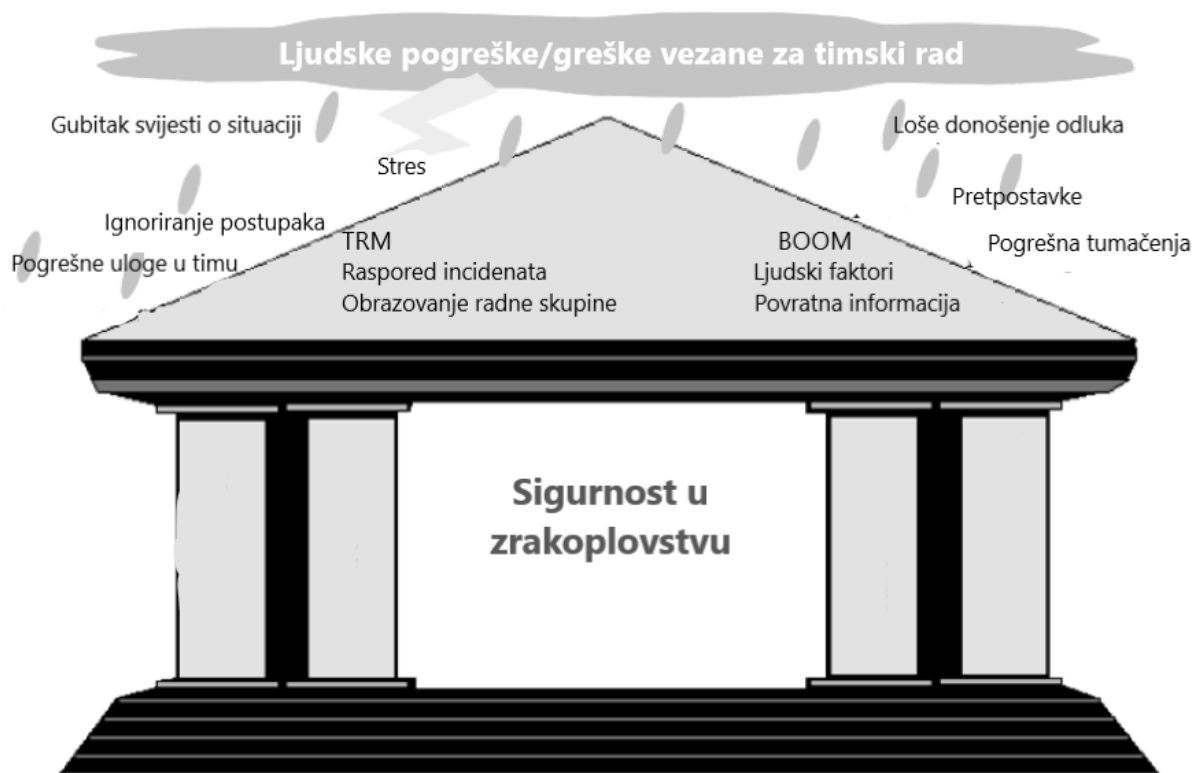 Ljudske pogreške/greške vezane za timski rad
Gubitak svijesti o situaciji
Loše donošenje odluka
Stres
Pretpostavke
Ignoriranje postupaka
Pogrešna tumačenja
Pogrešne uloge u timu
TRM
Raspored incidenata
Obrazovanje radne skupine
BOOM
Ljudski faktori
Povratna informacija
Sigurnost u
zrakoplovstvu